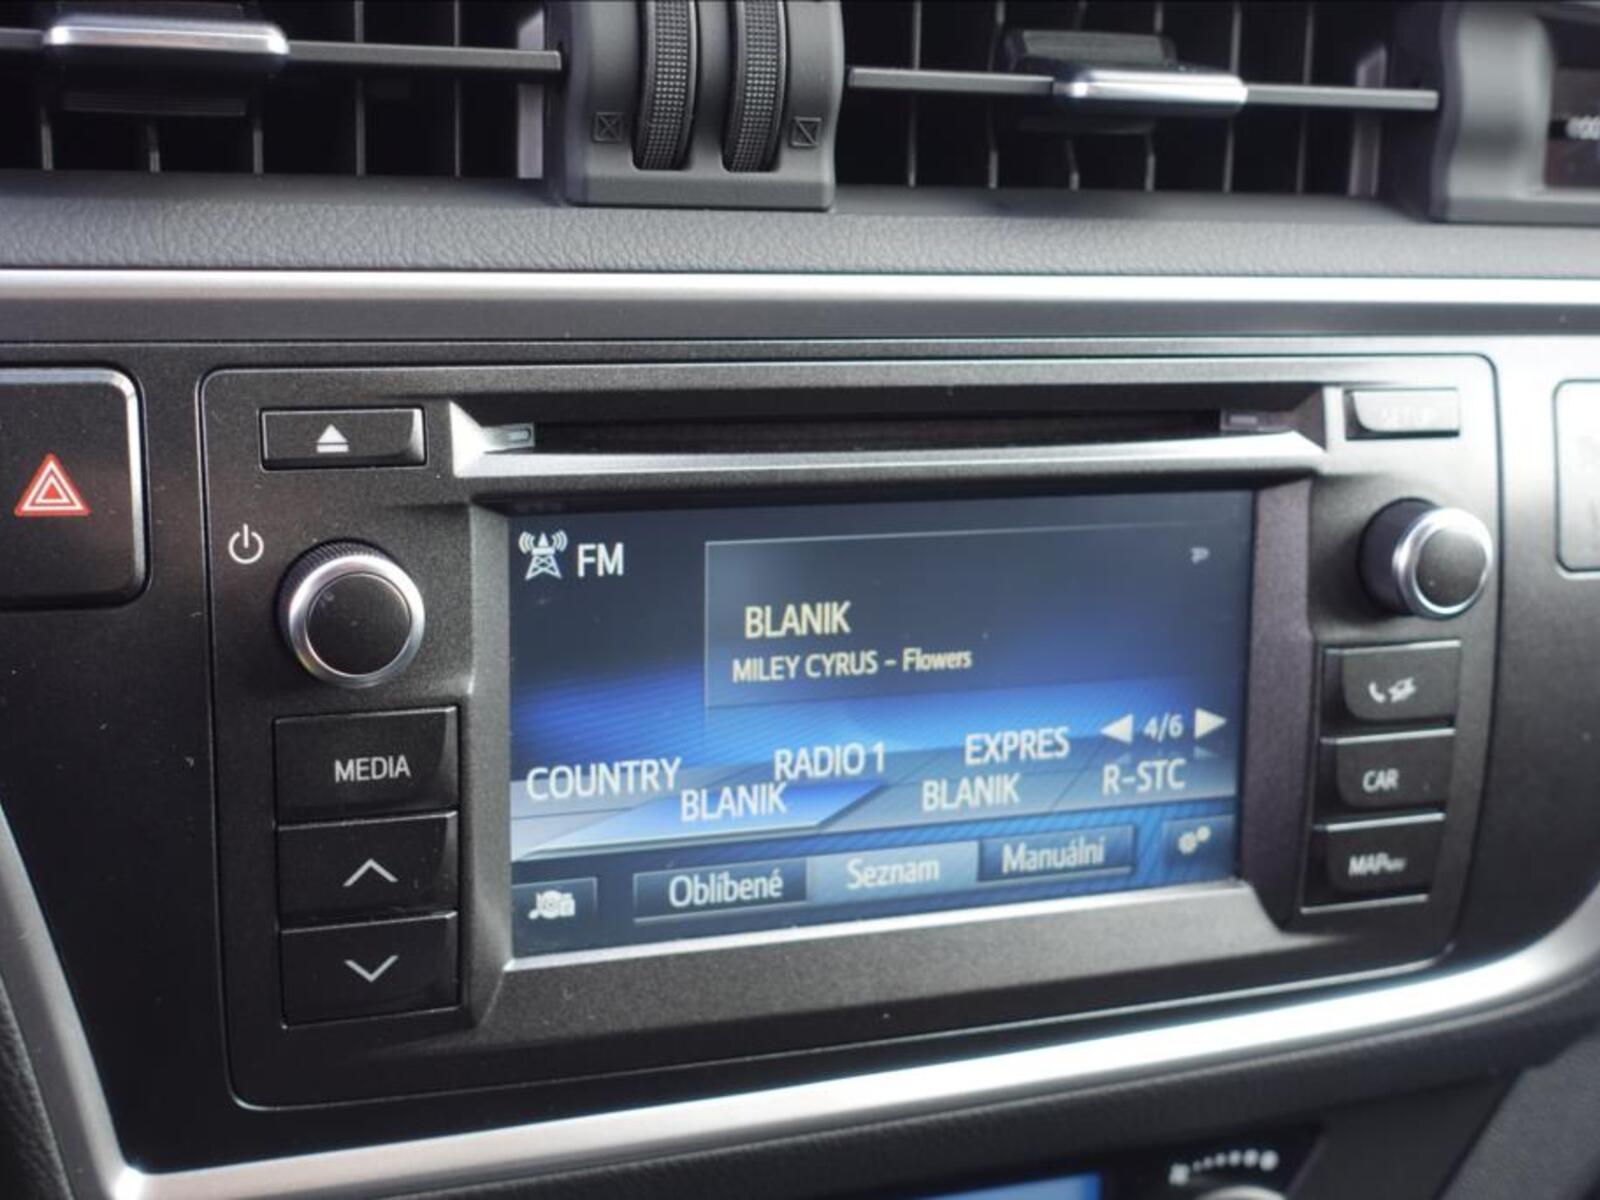 FM
BLANIK
MILEY CYRUS - Flowers
4/6
COUNTRY RADIO 1 EXPRES
BLANIK BLANIK R-STC
Oblíbené Seznam Manuální
MEDIA
CAR
MAP